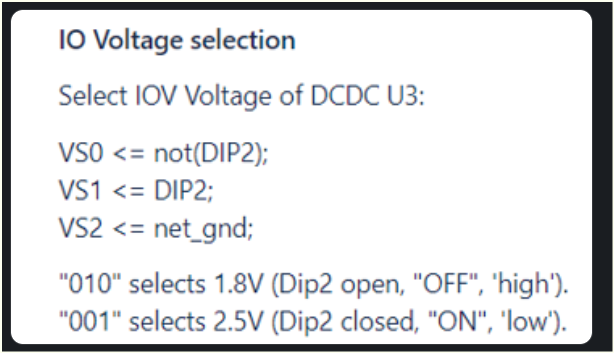 IO Voltage selection
Select IOV Voltage of DCDC U3:
VS0 <= not(DIP2);
VS1 <= DIP2;
VS2 <= net_gnd;
"010" selects 1.8V (Dip2 open, "OFF", 'high').
"001" selects 2.5V (Dip2 closed, "ON", 'low').